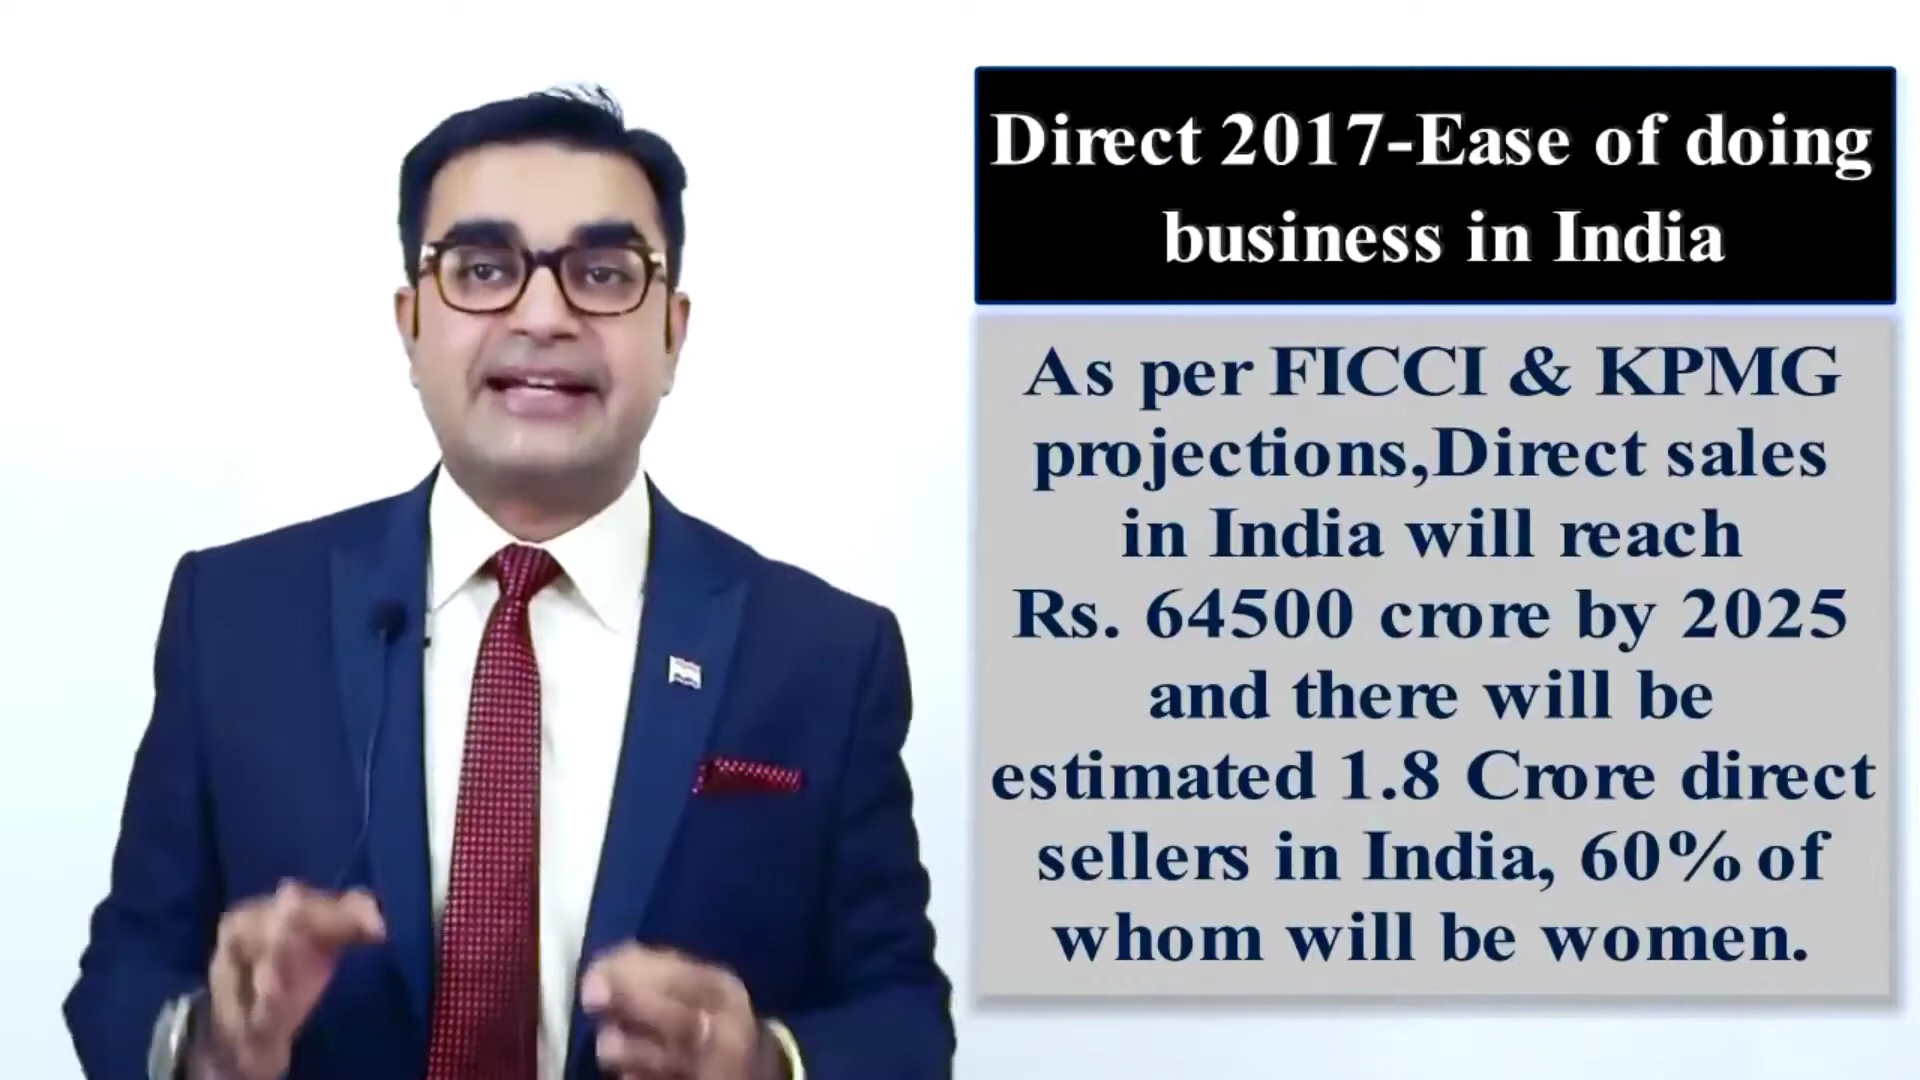 Direct 2017-Ease of doing
business in India
As per FICCI & KPMG
projections,Direct sales
in India will reach
Rs. 64500 crore by 2025
and there will be
estimated 1.8 Crore direct
sellers in India, 60% of
whom will be women.